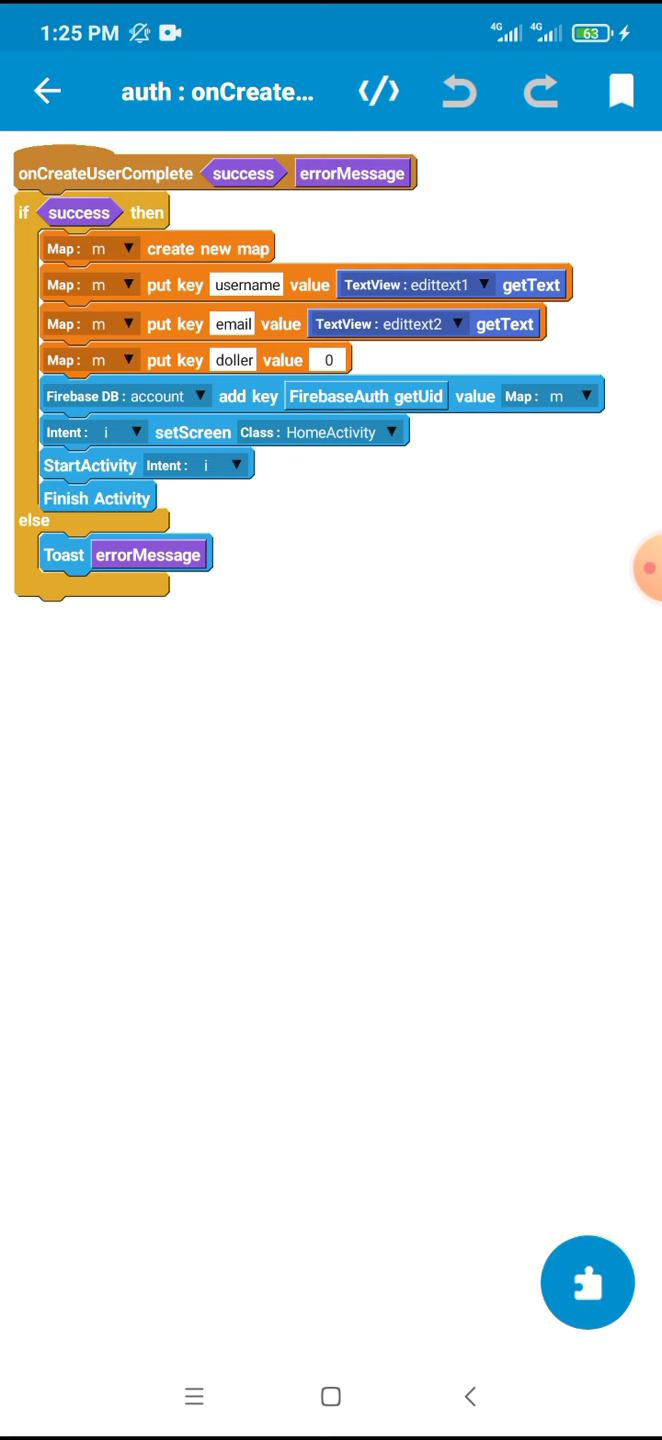 1:25 PM 4G 4G 63
auth : onCreate...
onCreateUserComplete success errorMessage
if success then
Map : m create new map
Map : m put key username value TextView : edittext1 getText
Map : m put key email value TextView : edittext2 getText
Map : m put key doller value 0
Firebase DB : account add key FirebaseAuth getUid value Map : m
Intent : i setScreen Class : HomeActivity
StartActivity Intent : i
Finish Activity
else
Toast errorMessage